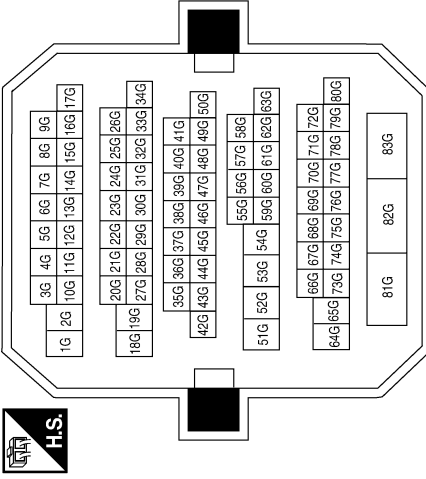 H.S.
1G 2G 3G 4G 5G 6G 7G 8G 9G
10G 11G 12G 13G 14G 15G 16G 17G
18G 19G 20G 21G 22G 23G 24G 25G 26G
27G 28G 29G 30G 31G 32G 33G 34G
35G 36G 37G 38G 39G 40G 41G
42G 43G 44G 45G 46G 47G 48G 49G 50G
51G 52G 53G 54G 55G 56G 57G 58G
59G 60G 61G 62G 63G
64G 65G 66G 67G 68G 69G 70G 71G 72G
73G 74G 75G 76G 77G 78G 79G 80G
81G 82G 83G